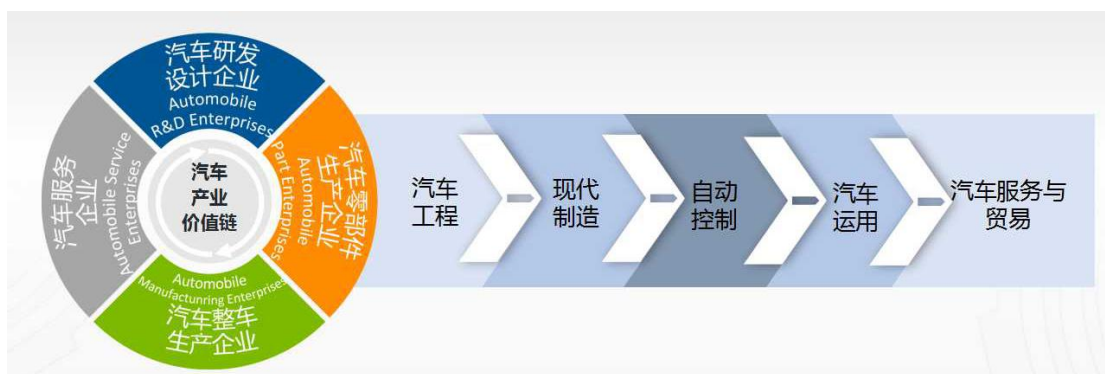 汽车研发
设计企业
Automobile
R&D Enterprises
汽车零部件
生产企业
Automobile
Part Enterprises
Automobile
Manufactunring Enterprises
汽车整车
生产企业
汽车服务
企业
Automobile Service
Enterprises
汽车
产业
价值链
汽车
工程
现代
制造
自动
控制
汽车
运用
汽车服务与
贸易